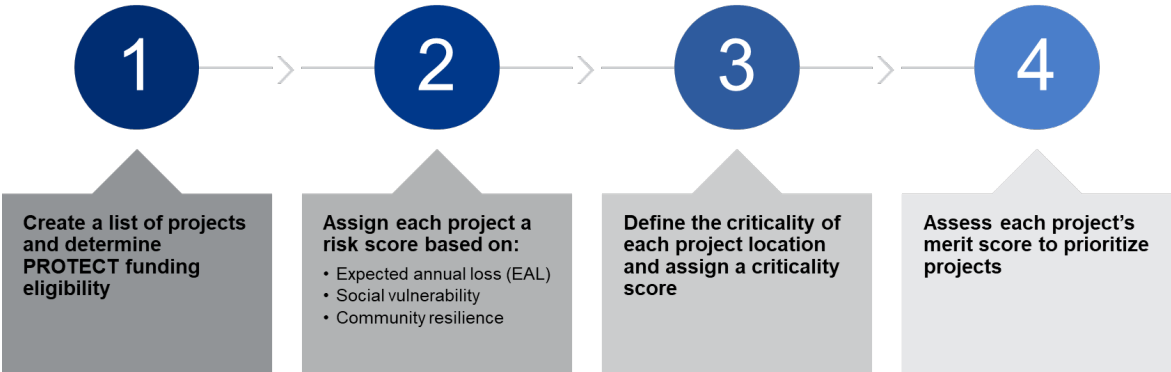 1
2
3
4
Create a list of projects
and determine
PROTECT funding
eligibility
Assign each project a
risk score based on:
• Expected annual loss (EAL)
• Social vulnerability
• Community resilience
Define the criticality of
each project location
and assign a criticality
score
Assess each project’s
merit score to prioritize
projects